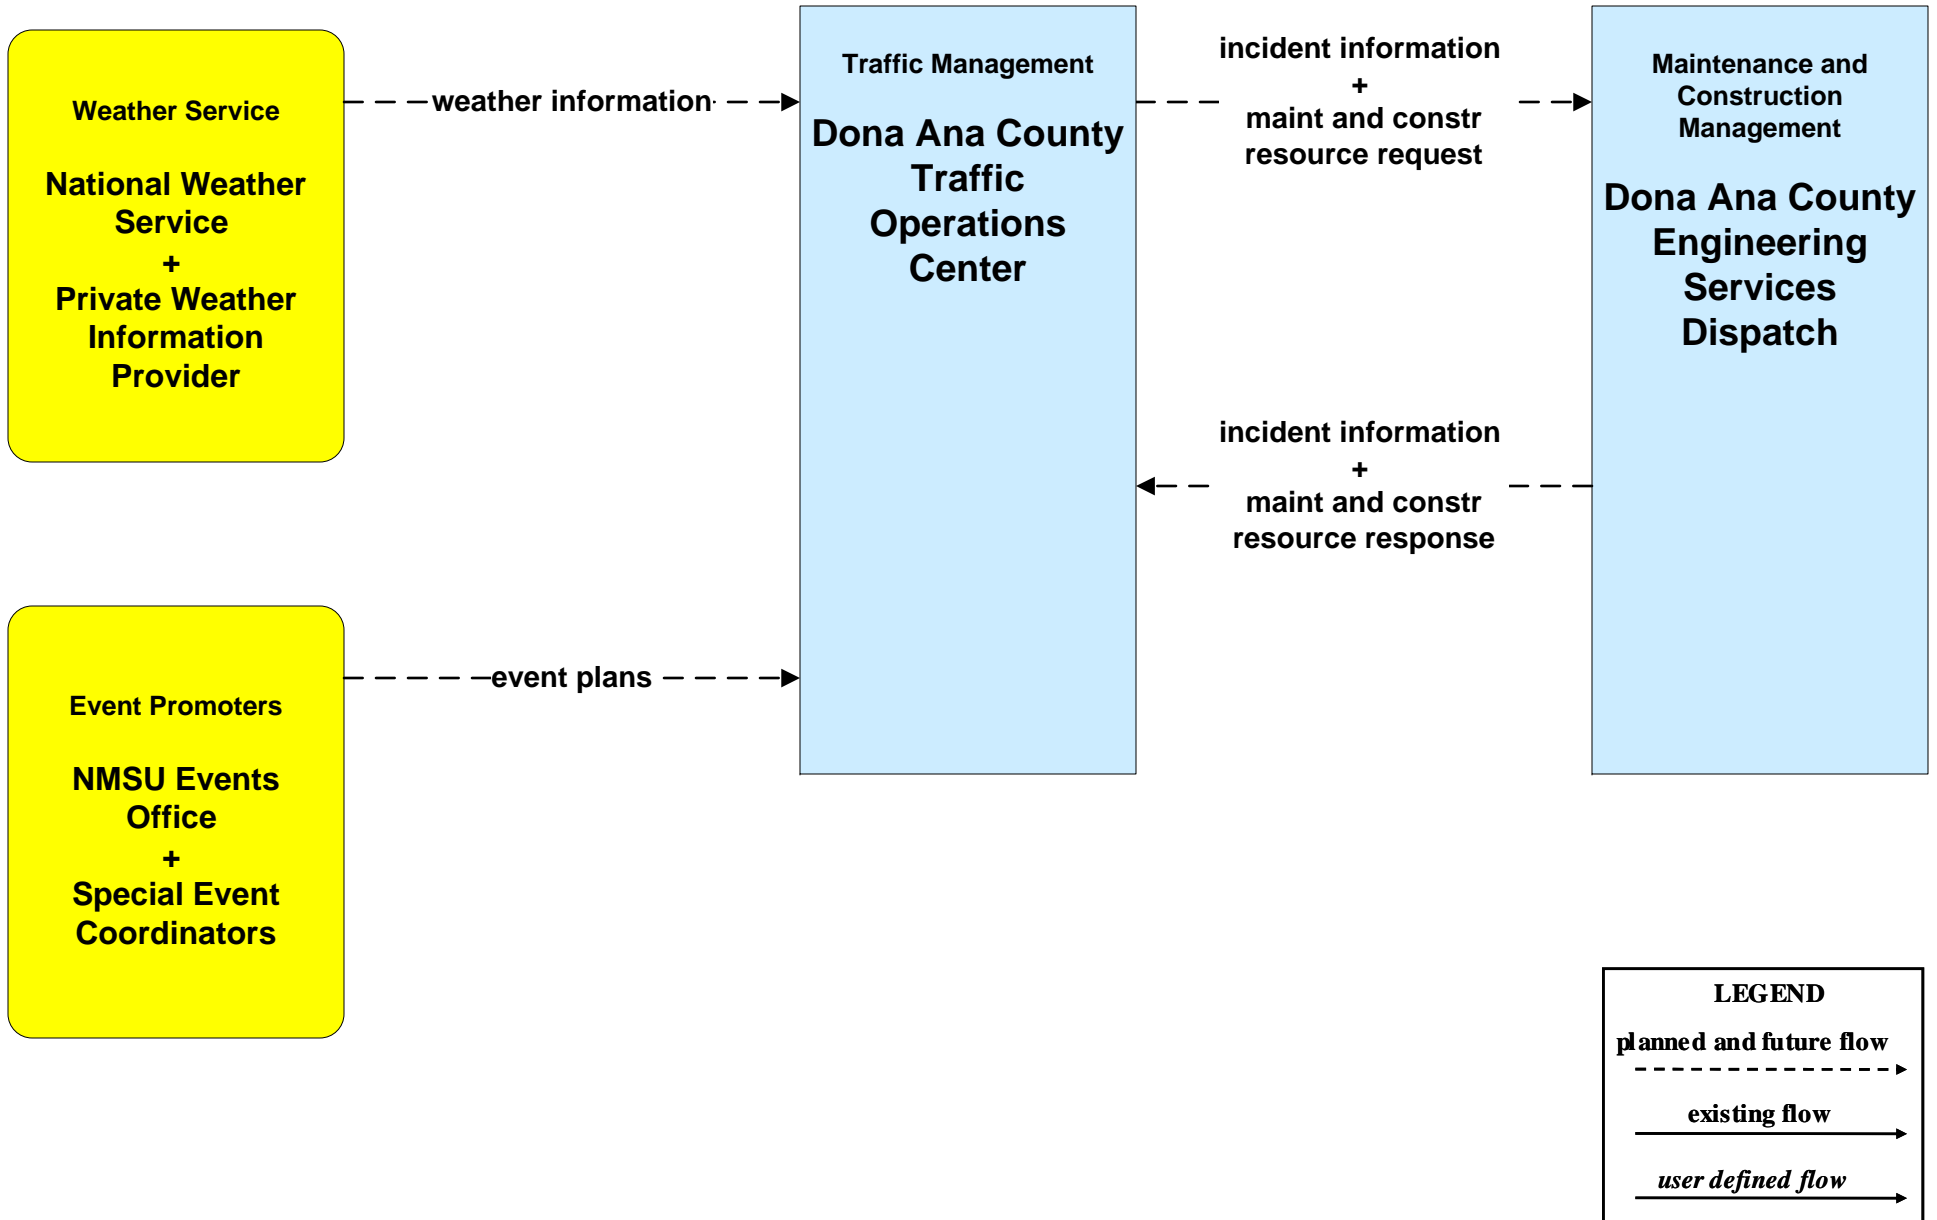 Weather Service
National Weather
Service
+
Private Weather
Information
Provider
weather information
Traffic Management
Dona Ana County
Traffic
Operations
Center
incident information
+
maint and constr
resource request
Maintenance and
Construction
Management
Dona Ana County
Engineering
Services
Dispatch
incident information
+
maint and constr
resource response
Event Promoters
NMSU Events
Office
+
Special Event
Coordinators
event plans
LEGEND
planned and future flow
existing flow
user defined flow